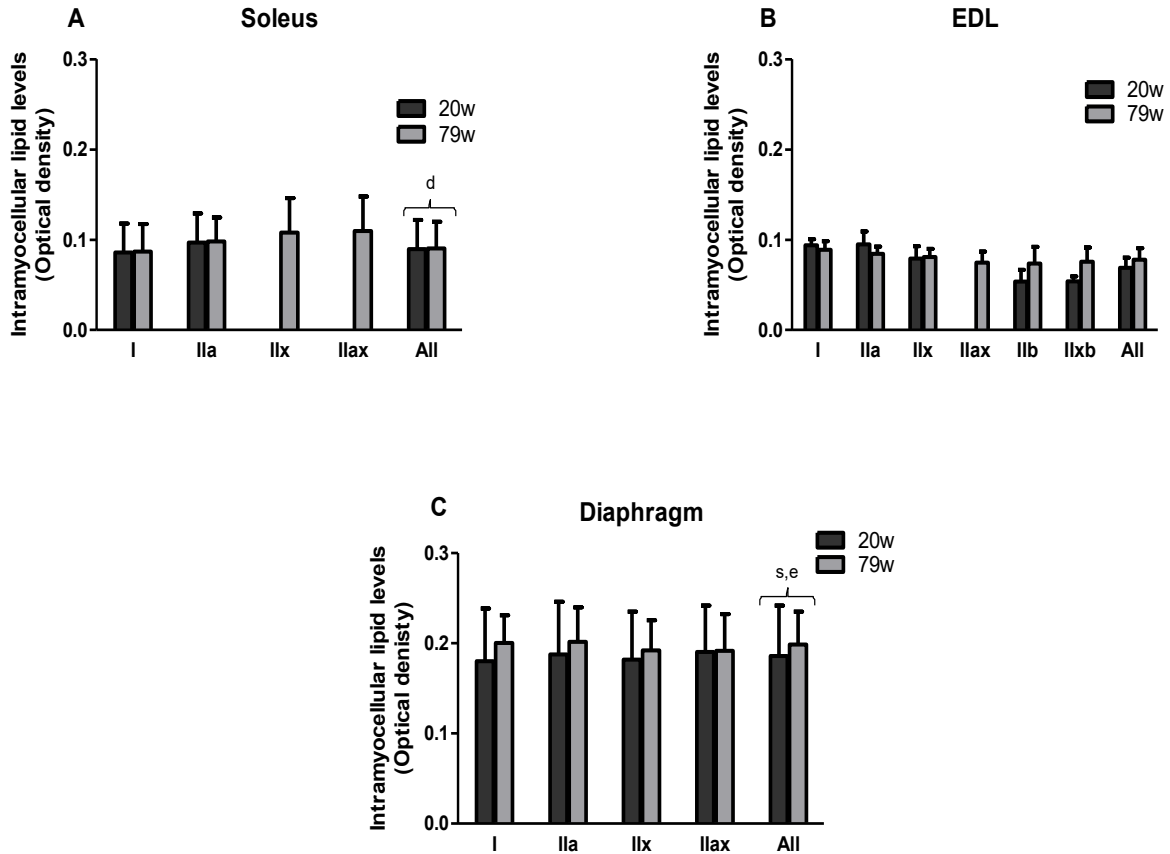 A
Soleus
Intramyocellular lipid levels
(Optical density)
0.3
0.2
0.1
0.0
20w
79w
d
I IIa IIx IIax All
B
EDL
Intramyocellular lipid levels
(Optical density)
0.3
0.2
0.1
0.0
20w
79w
I IIa IIx IIax IIb IIxb All
C
Diaphragm
Intramyocellular lipid levels
(Optical denisty)
0.3
0.2
0.1
0.0
20w
79w
s,e
I IIa IIx IIax All